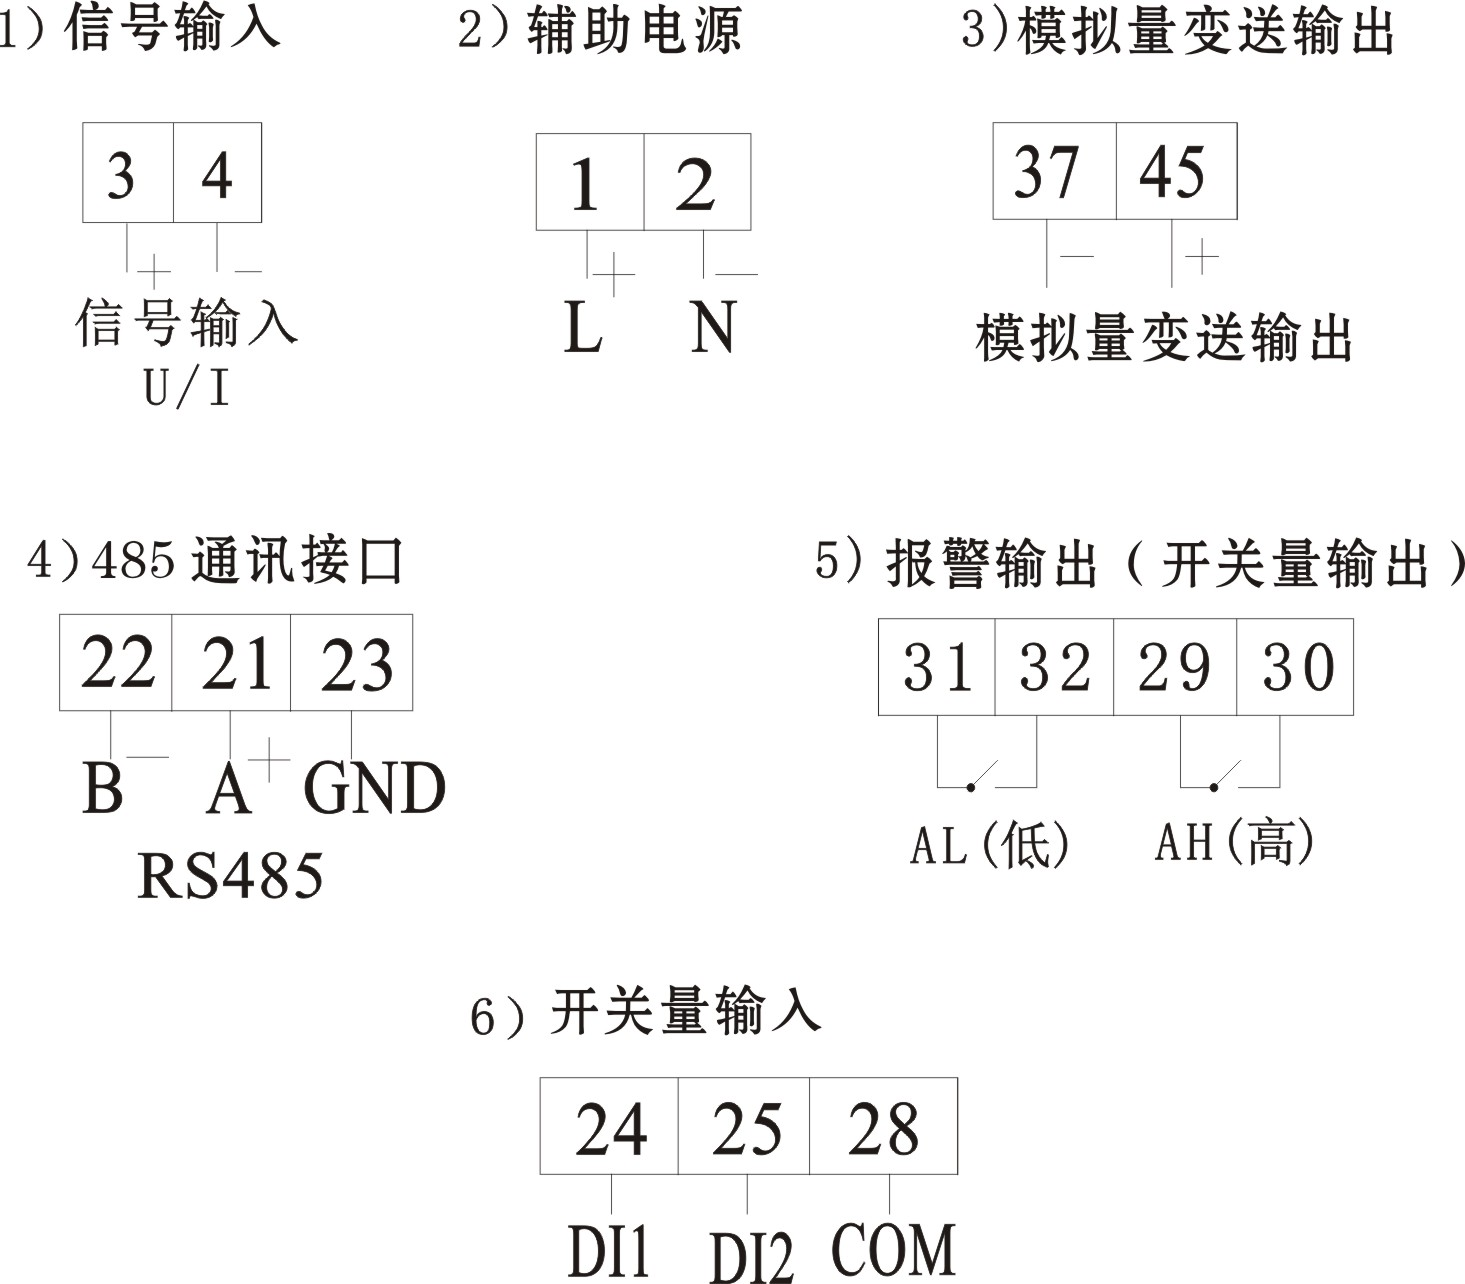 1) 信号输入
3 4
+ −
信号输入
U/I
2) 辅助电源
1 2
+ −
L N
3)模拟量变送输出
37 45
− +
模拟量变送输出
4)485通讯接口
22 21 23
B− A+ GND
RS485
5) 报警输出(开关量输出)
31 32 29 30
AL(低) AH(高)
6) 开关量输入
24 25 28
DI1 DI2 COM